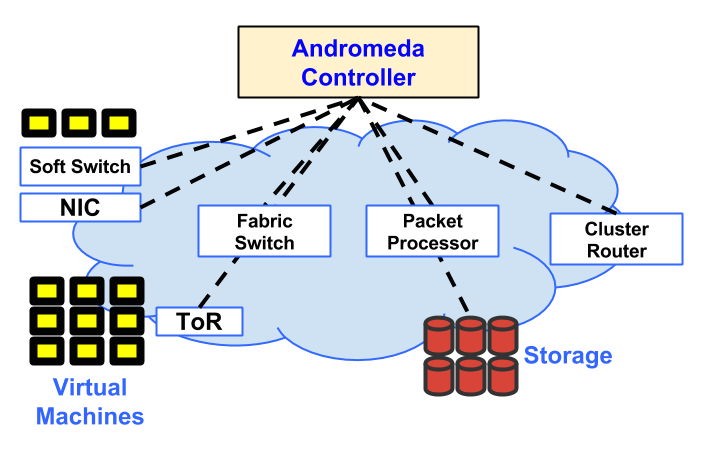 Andromeda
Controller
Soft Switch
NIC
Fabric
Switch
Packet
Processor
Cluster
Router
ToR
Storage
Virtual
Machines